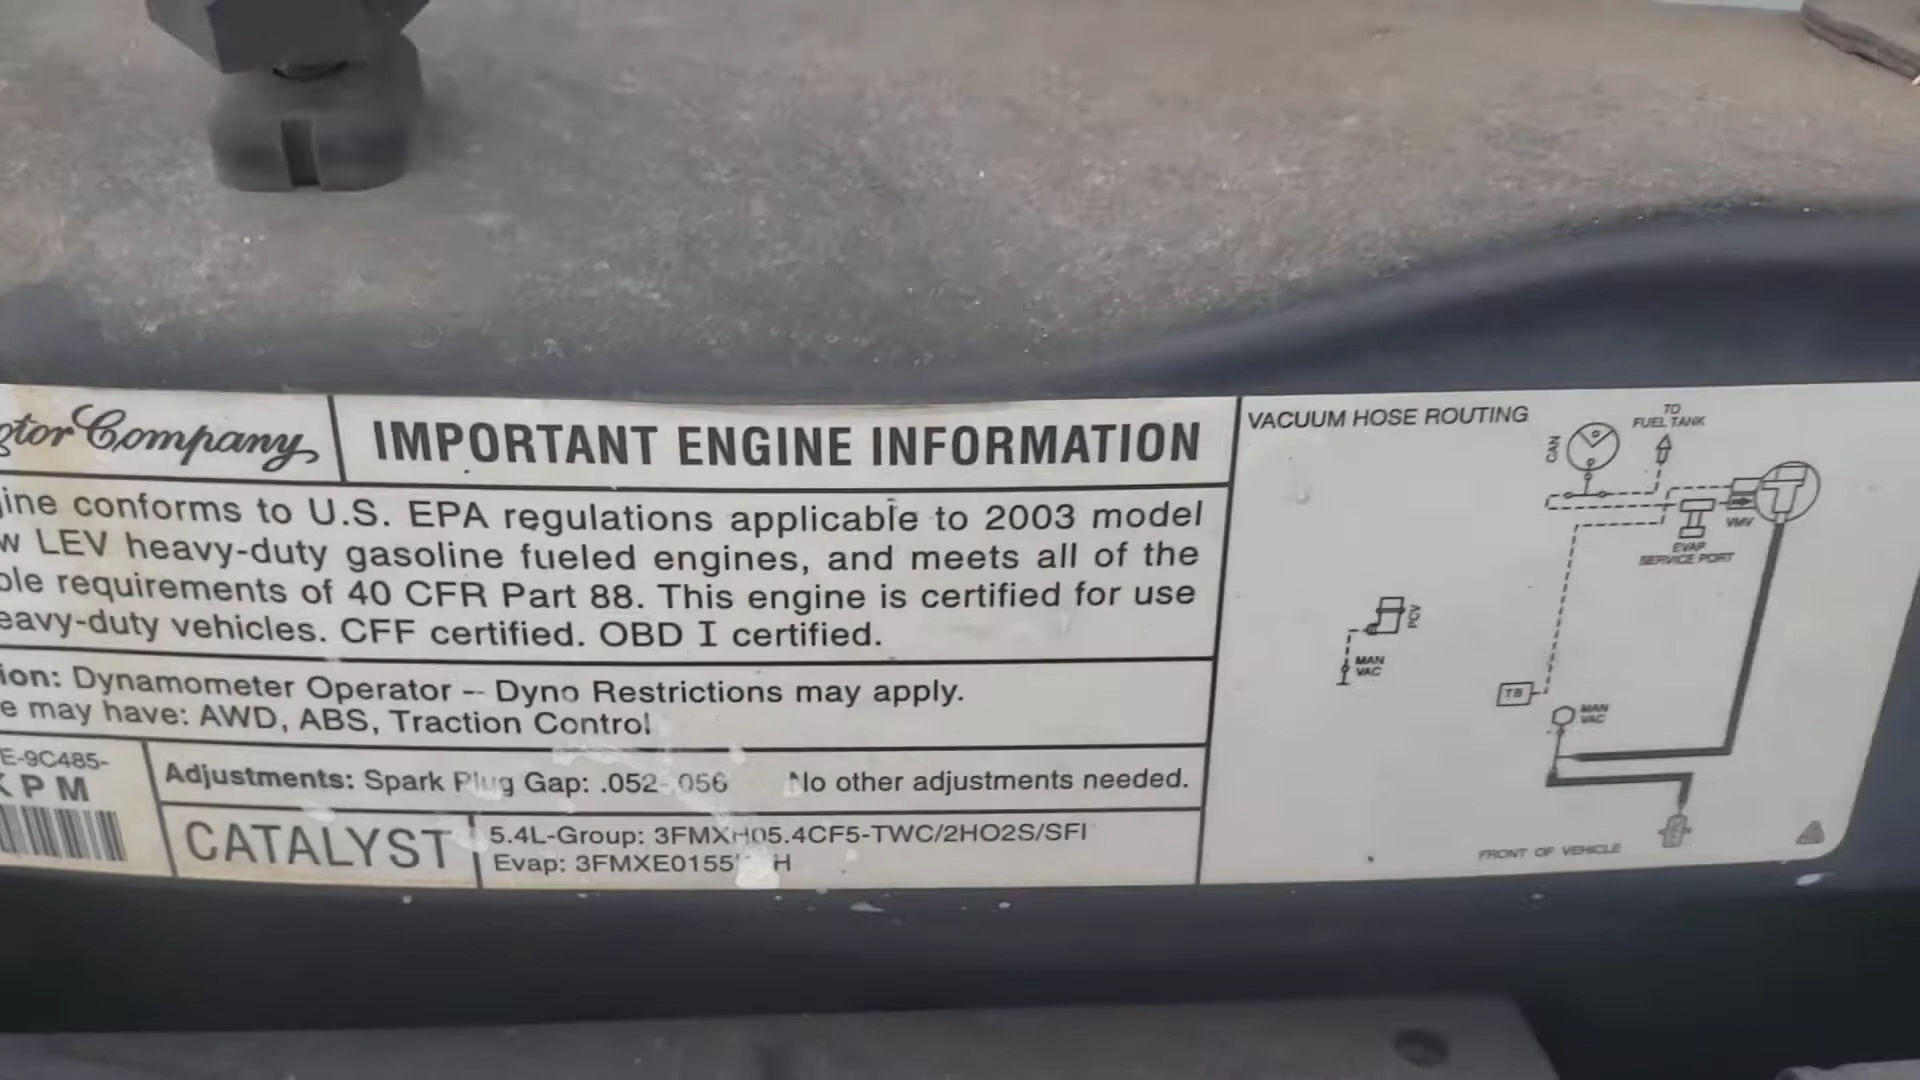 otor Company
IMPORTANT ENGINE INFORMATION
ine conforms to U.S. EPA regulations applicable to 2003 model
w LEV heavy-duty gasoline fueled engines, and meets all of the
ble requirements of 40 CFR Part 88. This engine is certified for use
eavy-duty vehicles. CFF certified. OBD I certified.
ion: Dynamometer Operator -- Dyno Restrictions may apply.
e may have: AWD, ABS, Traction Control
E-9C485-
K P M
Adjustments: Spark Plug Gap: .052-.056 No other adjustments needed.
CATALYST
5.4L-Group: 3FMXH05.4CF5-TWC/2HO2S/SFI
Evap: 3FMXE0155 H
VACUUM HOSE ROUTING
CAN
TO
FUEL TANK
VMV
EVAP
SERVICE PORT
PCV
MAN
VAC
TB
MAN
VAC
FRONT OF VEHICLE